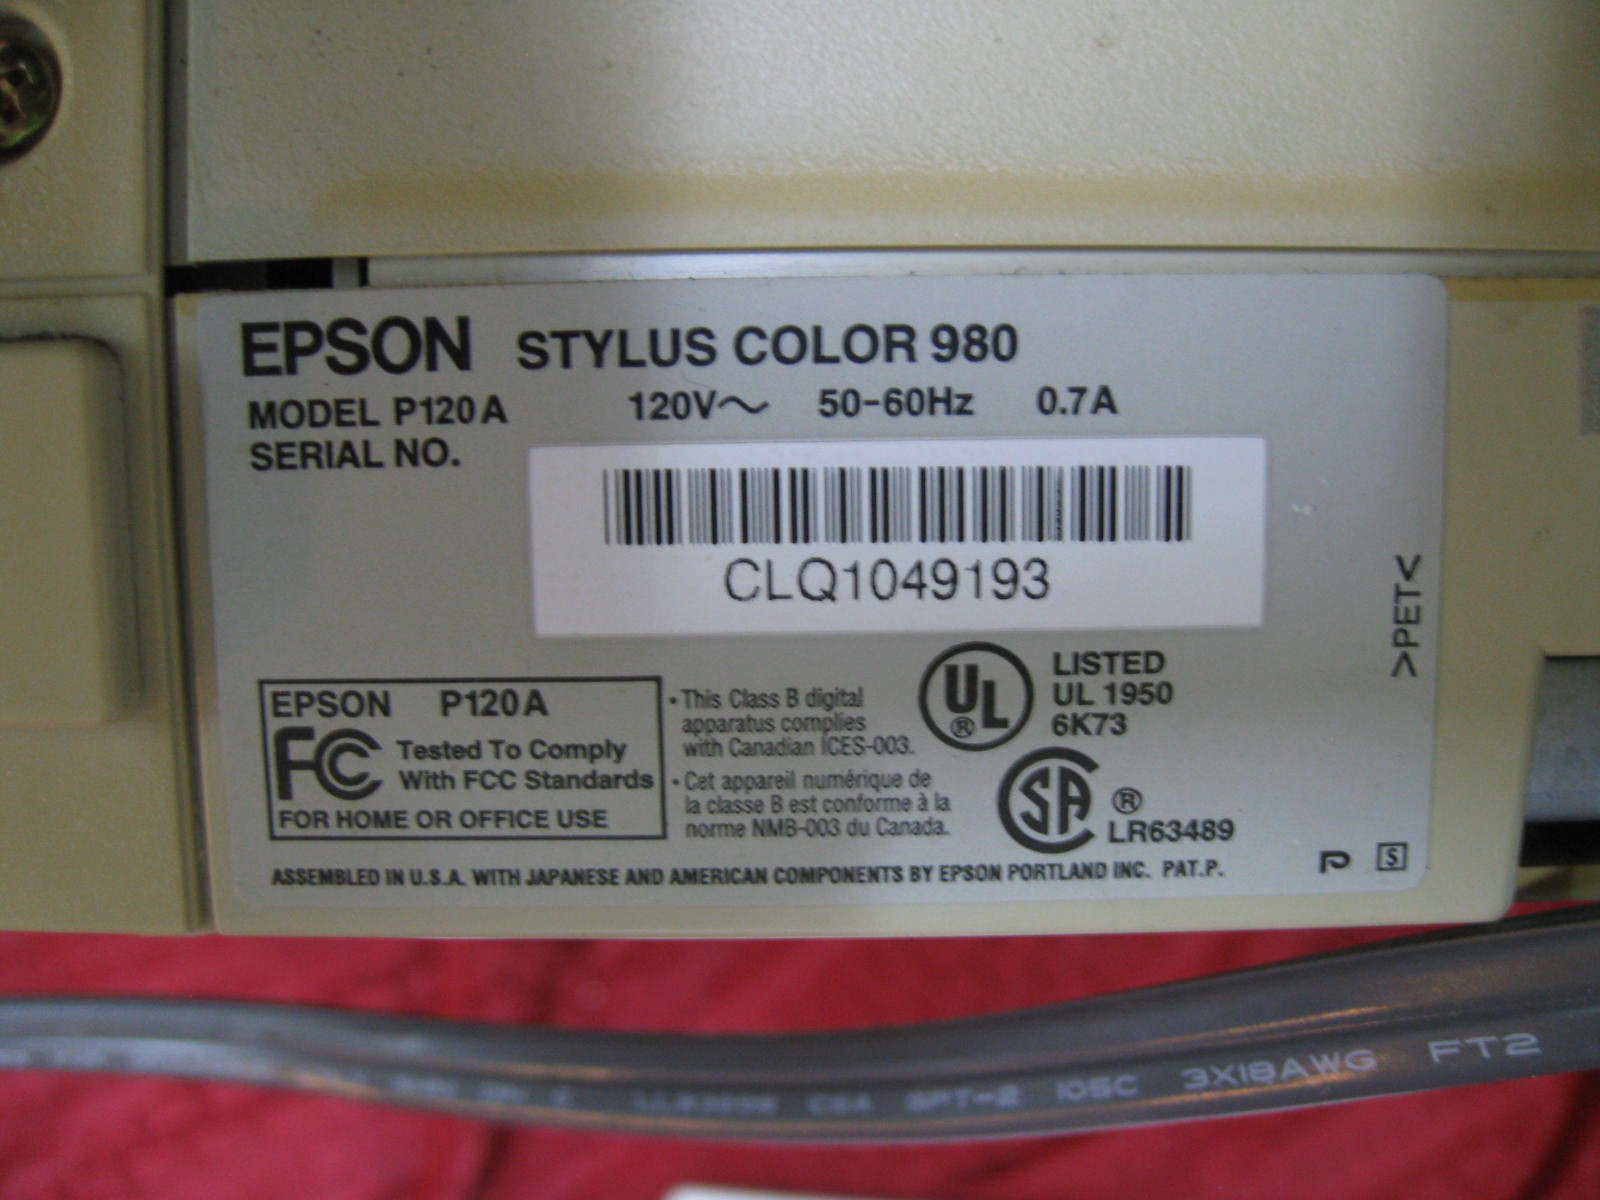 EPSON STYLUS COLOR 980
MODEL P120A 120V～ 50-60Hz 0.7A
SERIAL NO.
CLQ1049193
>PET<
EPSON P120A
FC Tested To Comply
With FCC Standards
FOR HOME OR OFFICE USE
• This Class B digital
apparatus complies
with Canadian ICES-003.
• Cet appareil numérique de
la classe B est conforme à la
norme NMB-003 du Canada.
UL ®
LISTED
UL 1950
6K73
SA ®
LR63489
ASSEMBLED IN U.S.A. WITH JAPANESE AND AMERICAN COMPONENTS BY EPSON PORTLAND INC. PAT.P.
P S
CSA SPT-2 105C 3X18AWG FT2